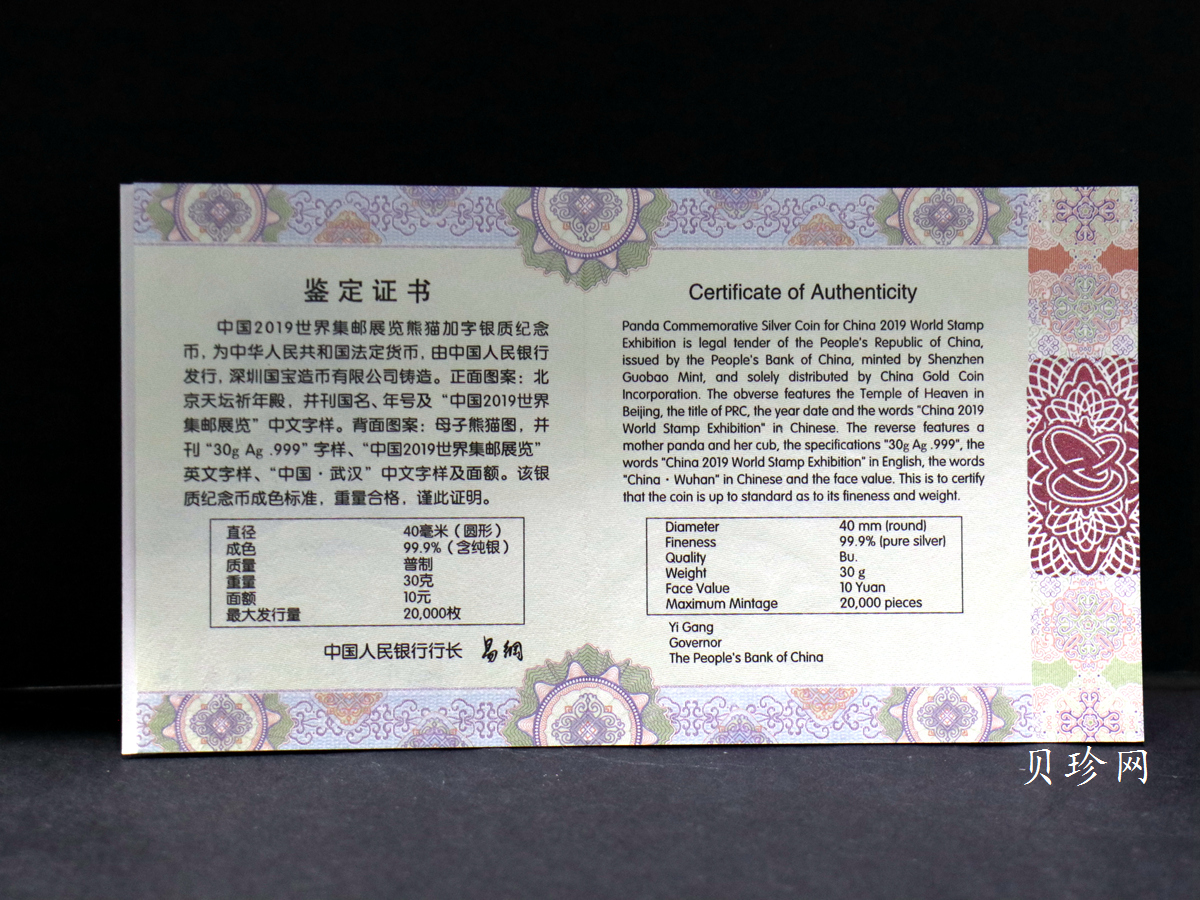 鉴定证书
中国2019世界集邮展览熊猫加字银质纪念
币，为中华人民共和国法定货币，由中国人民银行
发行，深圳国宝造币有限公司铸造。正面图案：北
京天坛祈年殿，并刊国名、年号及“中国2019世界
集邮展览”中文字样。背面图案：母子熊猫图，并
刊“30g Ag .999”字样、“中国2019世界集邮展览”
英文字样、“中国·武汉”中文字样及面额。该银
质纪念币成色标准，重量合格，谨此证明。
直径 40毫米（圆形）
成色 99.9%（含纯银）
质量 普制
重量 30克
面额 10元
最大发行量 20,000枚
中国人民银行行长 易纲
Certificate of Authenticity
Panda Commemorative Silver Coin for China 2019 World Stamp
Exhibition is legal tender of the People's Republic of China,
issued by the People's Bank of China, minted by Shenzhen
Guobao Mint, and solely distributed by China Gold Coin
Incorporation. The obverse features the Temple of Heaven in
Beijing, the title of PRC, the year date and the words "China 2019
World Stamp Exhibition" in Chinese. The reverse features a
mother panda and her cub, the specifications "30g Ag .999", the
words "China 2019 World Stamp Exhibition" in English, the words
"China · Wuhan" in Chinese and the face value. This is to certify
that the coin is up to standard as to its fineness and weight.
Diameter 40 mm (round)
Fineness 99.9% (pure silver)
Quality Bu.
Weight 30 g
Face Value 10 Yuan
Maximum Mintage 20,000 pieces
Yi Gang
Governor
The People's Bank of China
贝珍网